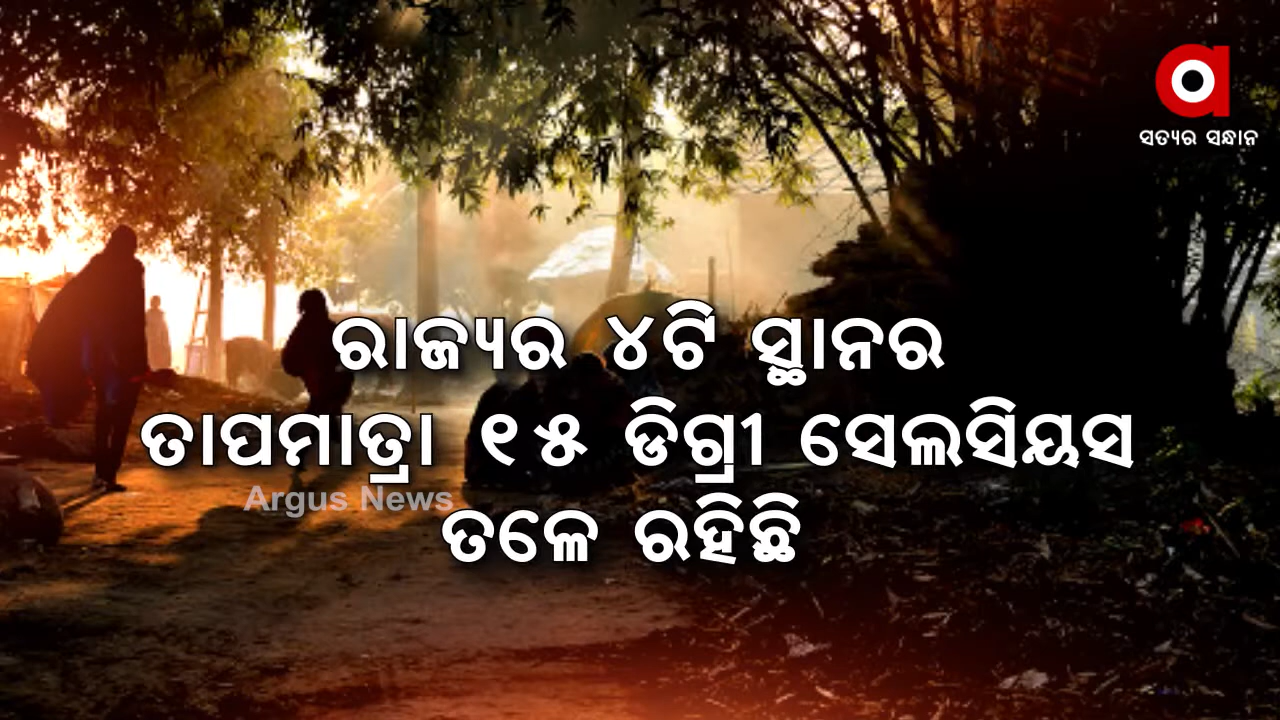 ସତ୍ୟର ସନ୍ଧାନ
ରାଜ୍ୟର ୪ଟି ସ୍ଥାନର
ତାପମାତ୍ରା ୧୫ ଡିଗ୍ରୀ ସେଲସିୟସ
Argus News
ତଳେ ରହିଛି